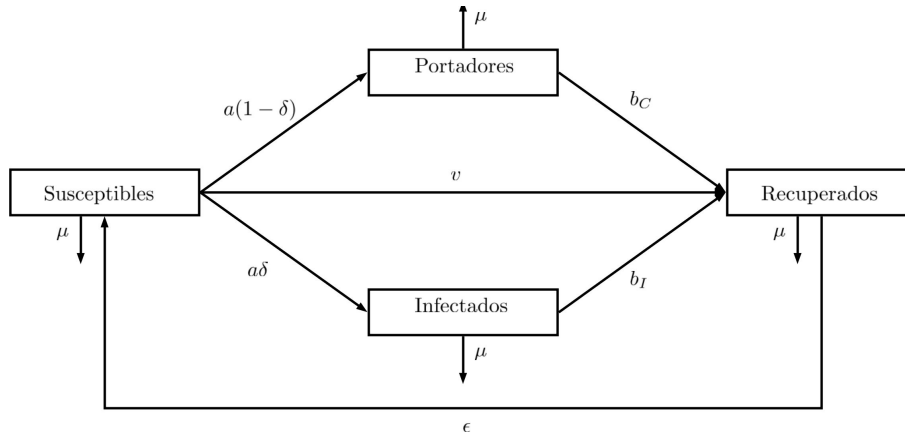 μ
Portadores
a(1 − δ)
b_C
Susceptibles
v
Recuperados
μ
μ
aδ
b_I
Infectados
μ
ϵ